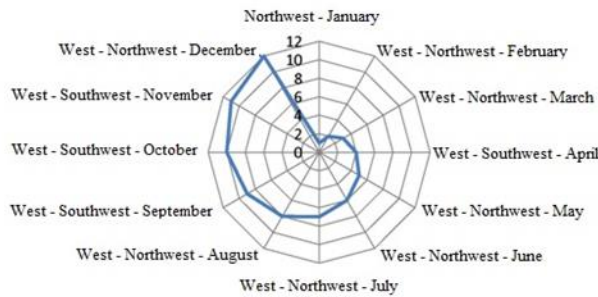 Northwest - January
West - Northwest - December
West - Northwest - February
West - Southwest - November
West - Northwest - March
West - Southwest - October
West - Southwest - April
West - Southwest - September
West - Northwest - May
West - Northwest - August
West - Northwest - June
West - Northwest - July
12
10
8
6
4
2
0